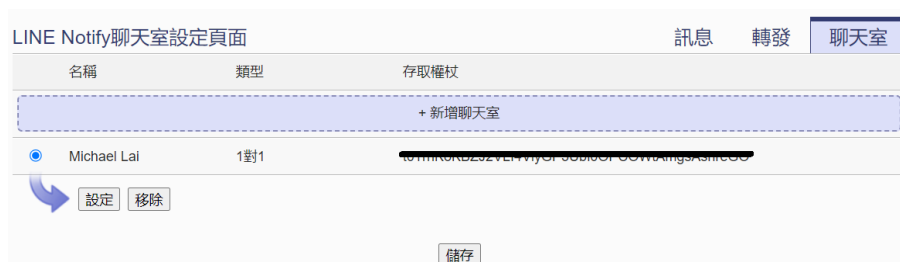 LINE Notify聊天室設定頁面 訊息 轉發 聊天室
名稱 類型 存取權杖
+ 新增聊天室
Michael Lai 1對1
設定 移除
儲存